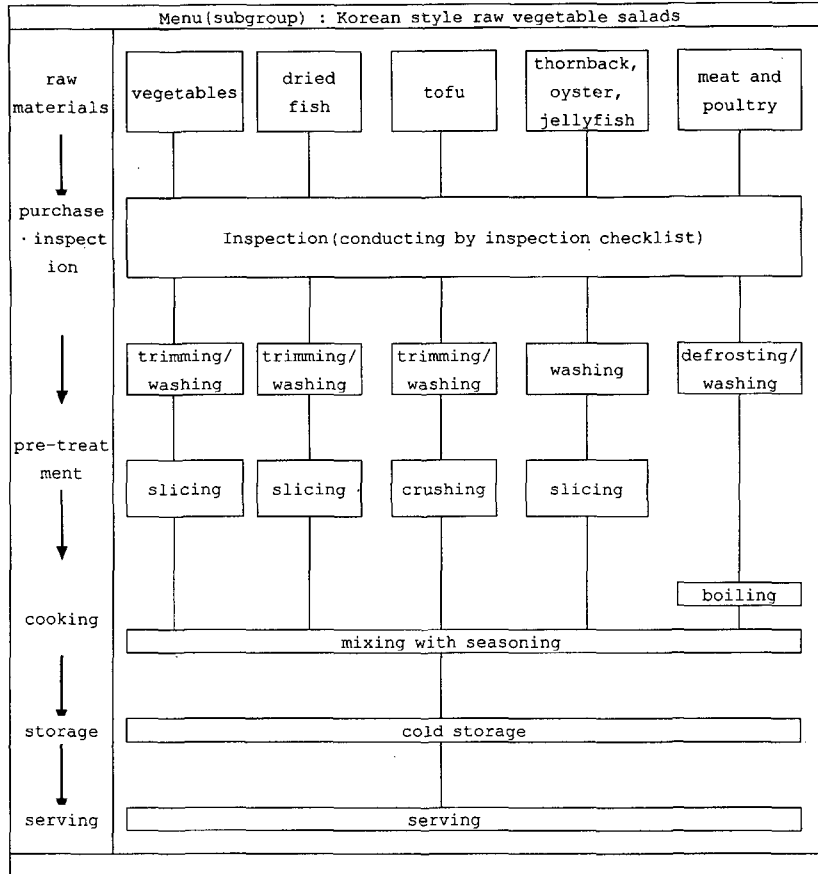 Menu(subgroup) : Korean style raw vegetable salads
raw
materials
vegetables
dried
fish
tofu
thornback,
oyster,
jellyfish
meat and
poultry
purchase
·inspect
ion
Inspection(conducting by inspection checklist)
trimming/
washing
trimming/
washing
trimming/
washing
washing
defrosting/
washing
pre-treat
ment
slicing
slicing
crushing
slicing
boiling
cooking
mixing with seasoning
storage
cold storage
serving
serving